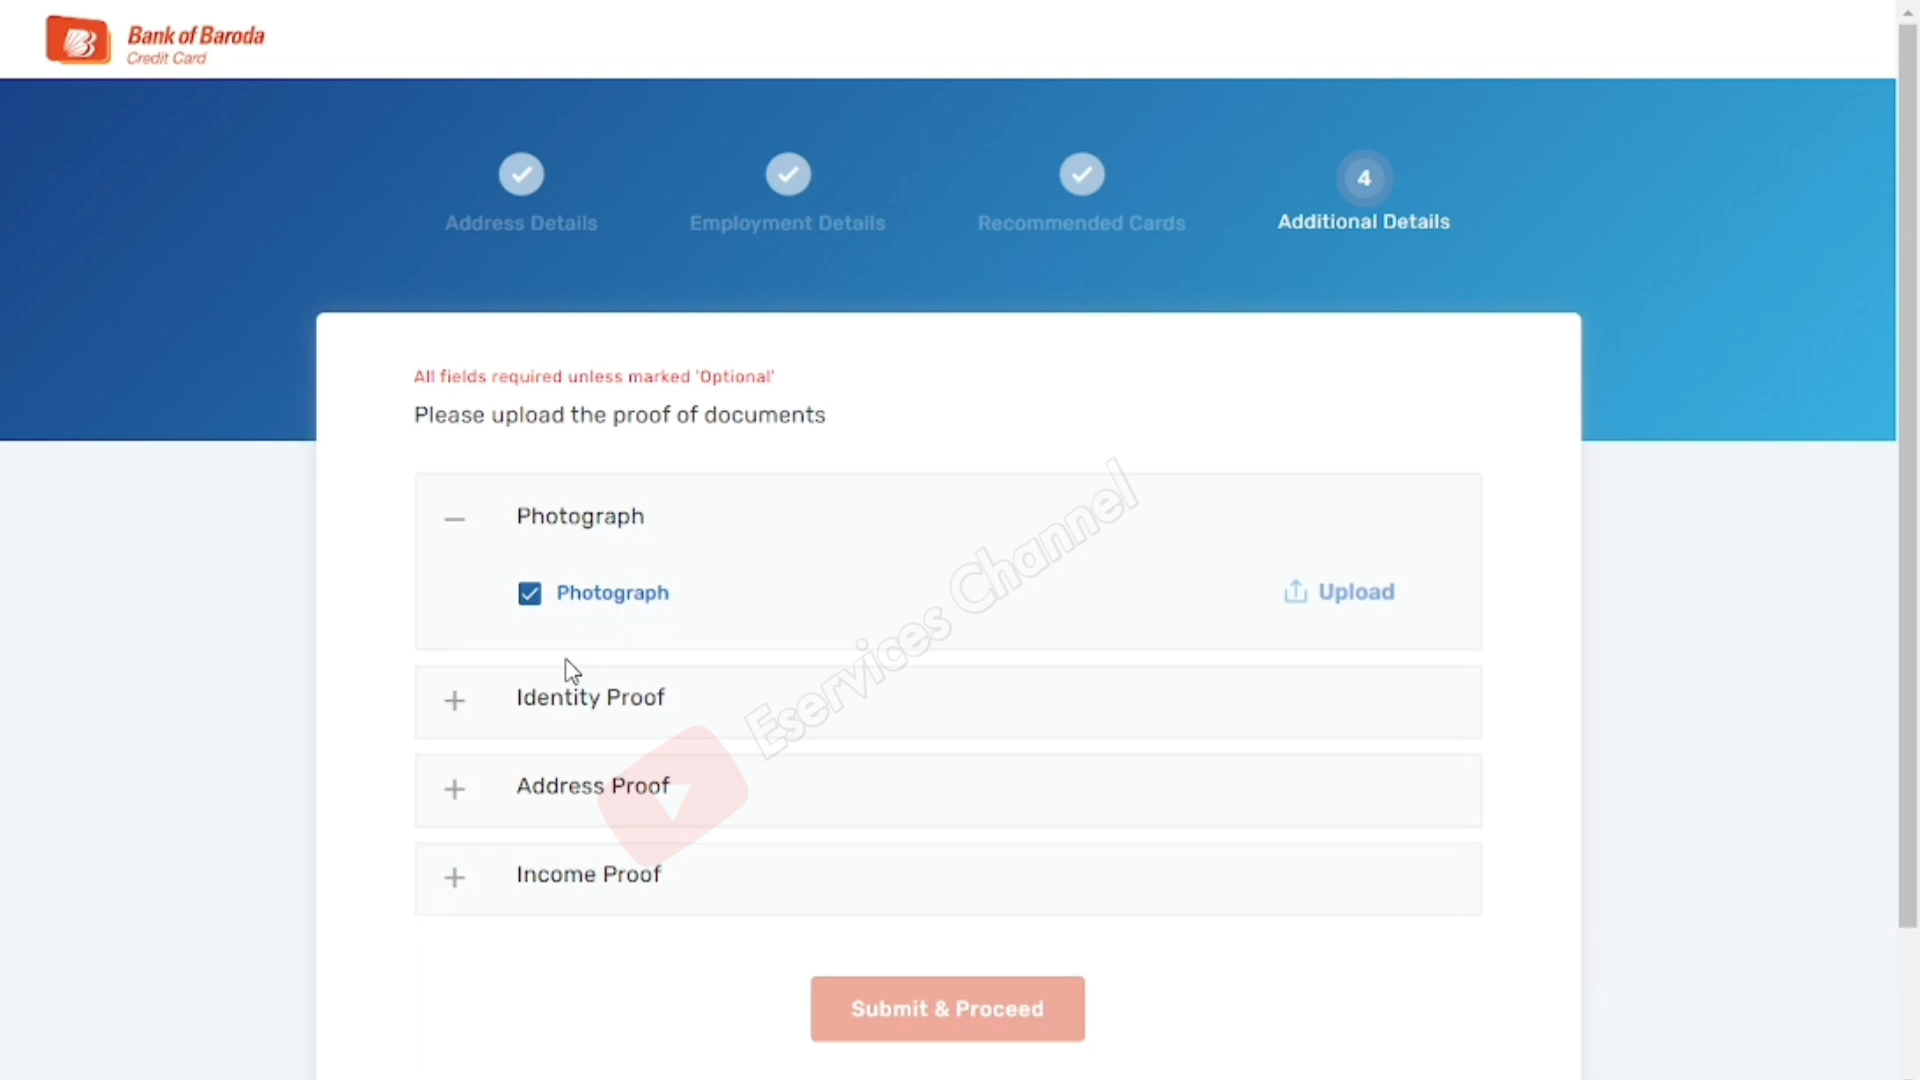 Bank of Baroda
Credit Card
4
Address Details
Employment Details
Recommended Cards
Additional Details
All fields required unless marked 'Optional'
Please upload the proof of documents
Photograph
Photograph
Upload
Identity Proof
Address Proof
Income Proof
Eservices Channel
Submit & Proceed